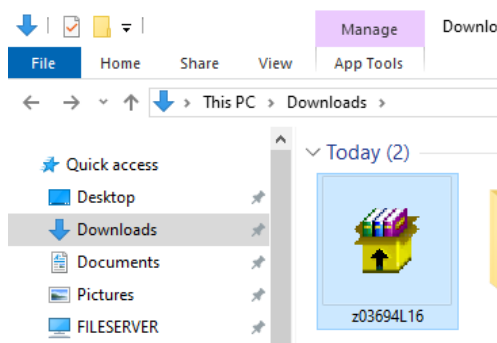 Manage
Downlo
File
Home
Share
View
App Tools
This PC
Downloads
Quick access
Today (2)
Desktop
Downloads
Documents
Pictures
FILESERVER
z03694L16